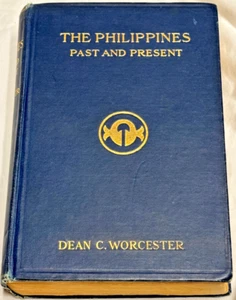 THE PHILIPPINES
PAST AND PRESENT
DEAN C. WORCESTER